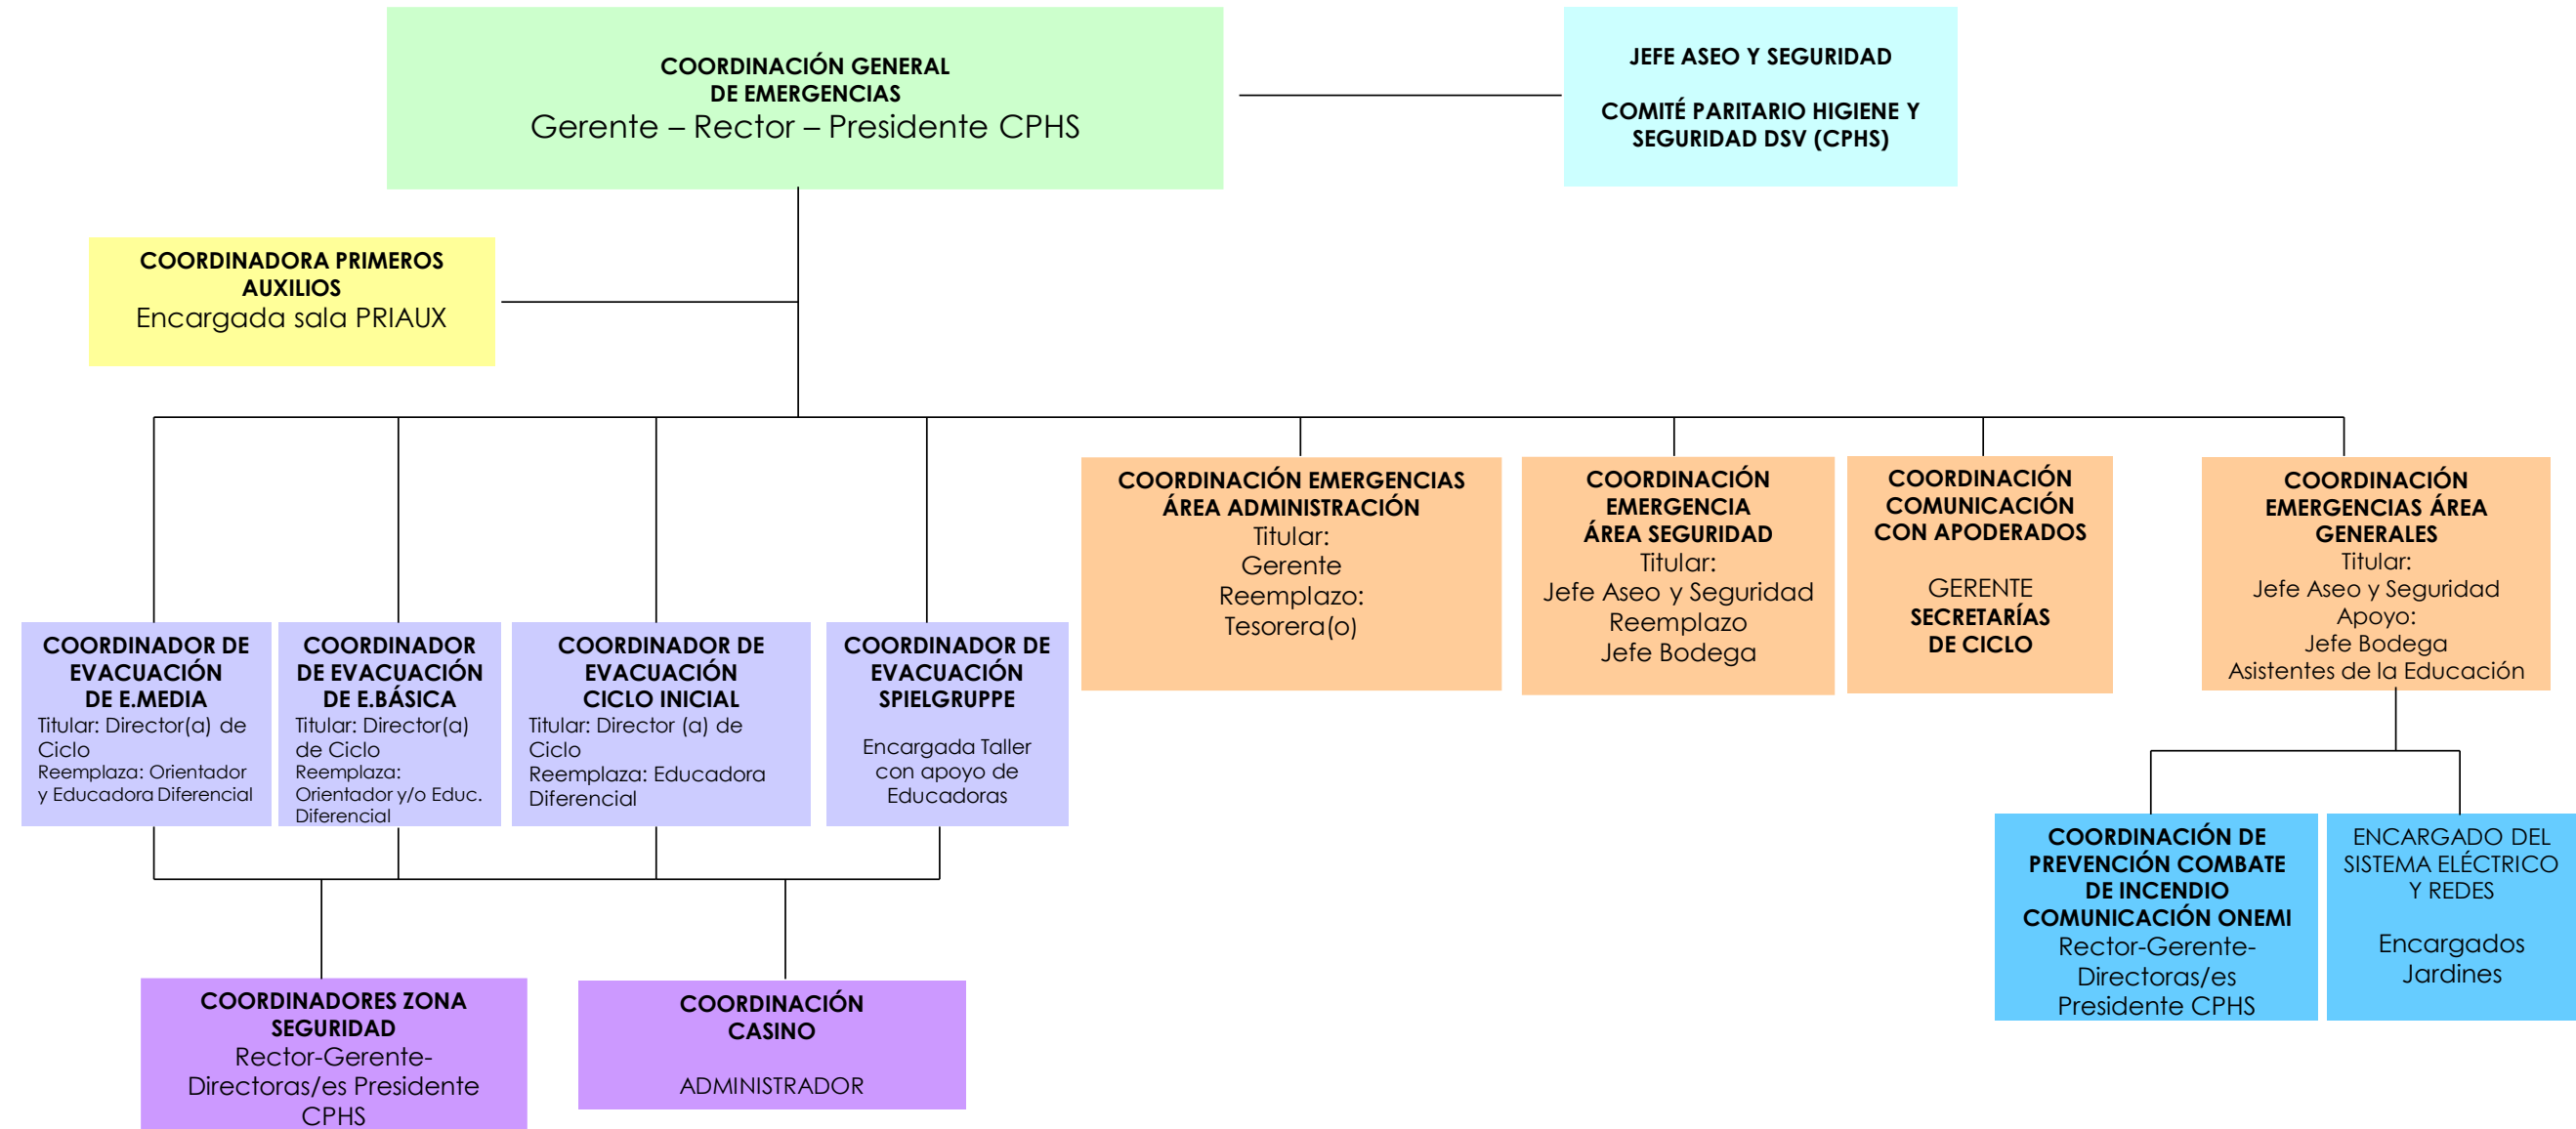 COORDINACIÓN GENERAL
DE EMERGENCIAS
Gerente – Rector – Presidente CPHS
JEFE ASEO Y SEGURIDAD
COMITÉ PARITARIO HIGIENE Y
SEGURIDAD DSV (CPHS)
COORDINADORA PRIMEROS
AUXILIOS
Encargada sala PRIAUX
COORDINADOR DE
EVACUACIÓN
DE E.MEDIA
Titular: Director(a) de
Ciclo
Reemplaza: Orientador
y Educadora Diferencial
COORDINADOR
DE EVACUACIÓN
DE E.BÁSICA
Titular: Director(a)
de Ciclo
Reemplaza:
Orientador y/o Educ.
Diferencial
COORDINADOR DE
EVACUACIÓN
CICLO INICIAL
Titular: Director (a) de
Ciclo
Reemplaza: Educadora
Diferencial
COORDINADOR DE
EVACUACIÓN
SPIELGRUPPE
Encargada Taller
con apoyo de
Educadoras
COORDINACIÓN EMERGENCIAS
ÁREA ADMINISTRACIÓN
Titular:
Gerente
Reemplazo:
Tesorera(o)
COORDINACIÓN
EMERGENCIA
ÁREA SEGURIDAD
Titular:
Jefe Aseo y Seguridad
Reemplazo
Jefe Bodega
COORDINACIÓN
COMUNICACIÓN
CON APODERADOS
GERENTE
SECRETARÍAS
DE CICLO
COORDINACIÓN
EMERGENCIAS ÁREA
GENERALES
Titular:
Jefe Aseo y Seguridad
Apoyo:
Jefe Bodega
Asistentes de la Educación
COORDINADORES ZONA
SEGURIDAD
Rector-Gerente-
Directoras/es Presidente
CPHS
COORDINACIÓN
CASINO
ADMINISTRADOR
COORDINACIÓN DE
PREVENCIÓN COMBATE
DE INCENDIO
COMUNICACIÓN ONEMI
Rector-Gerente-
Directoras/es
Presidente CPHS
ENCARGADO DEL
SISTEMA ELÉCTRICO
Y REDES
Encargados
Jardines